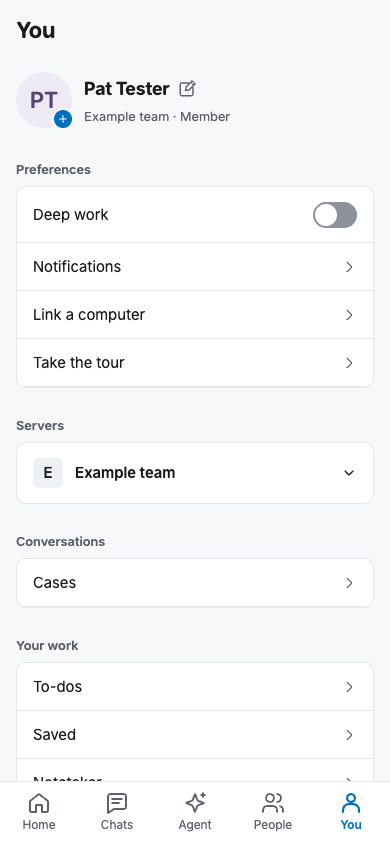 You
PT
Pat Tester
Example team · Member
Preferences
Deep work
Notifications
Link a computer
Take the tour
Servers
E Example team
Conversations
Cases
Your work
To-dos
Saved
Home Chats Agent People You